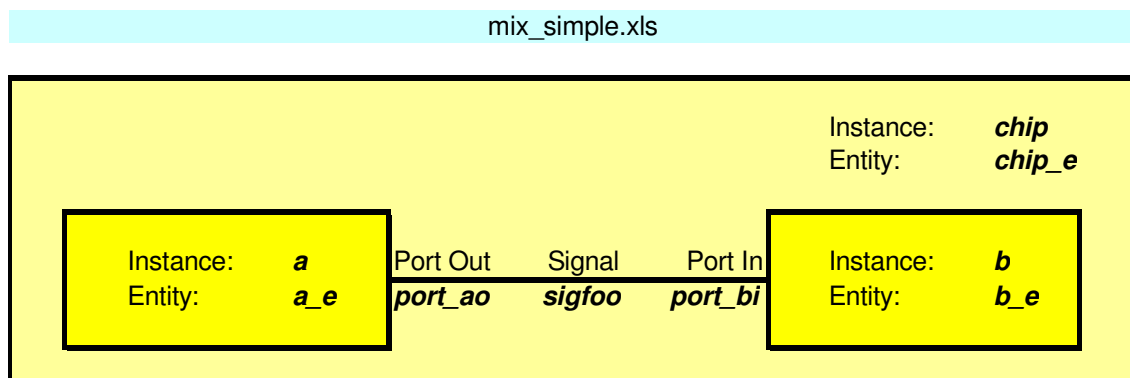 mix_simple.xls
Instance: chip
Entity: chip_e
Instance: a Port Out Signal Port In Instance: b
Entity: a_e port_ao sigfoo port_bi Entity: b_e